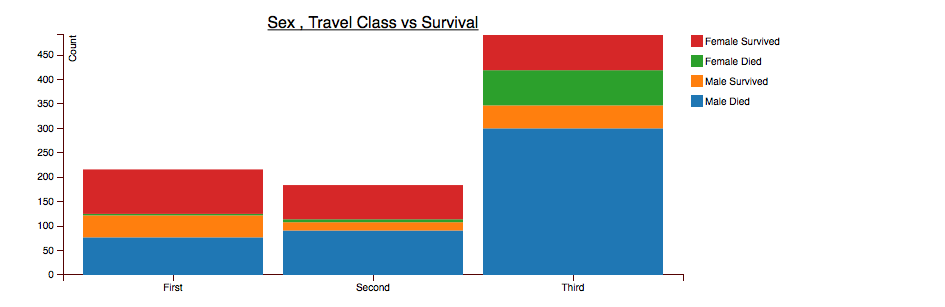 Sex , Travel Class vs Survival
Count
450
400
350
300
250
200
150
100
50
0
First
Second
Third
Female Survived
Female Died
Male Survived
Male Died